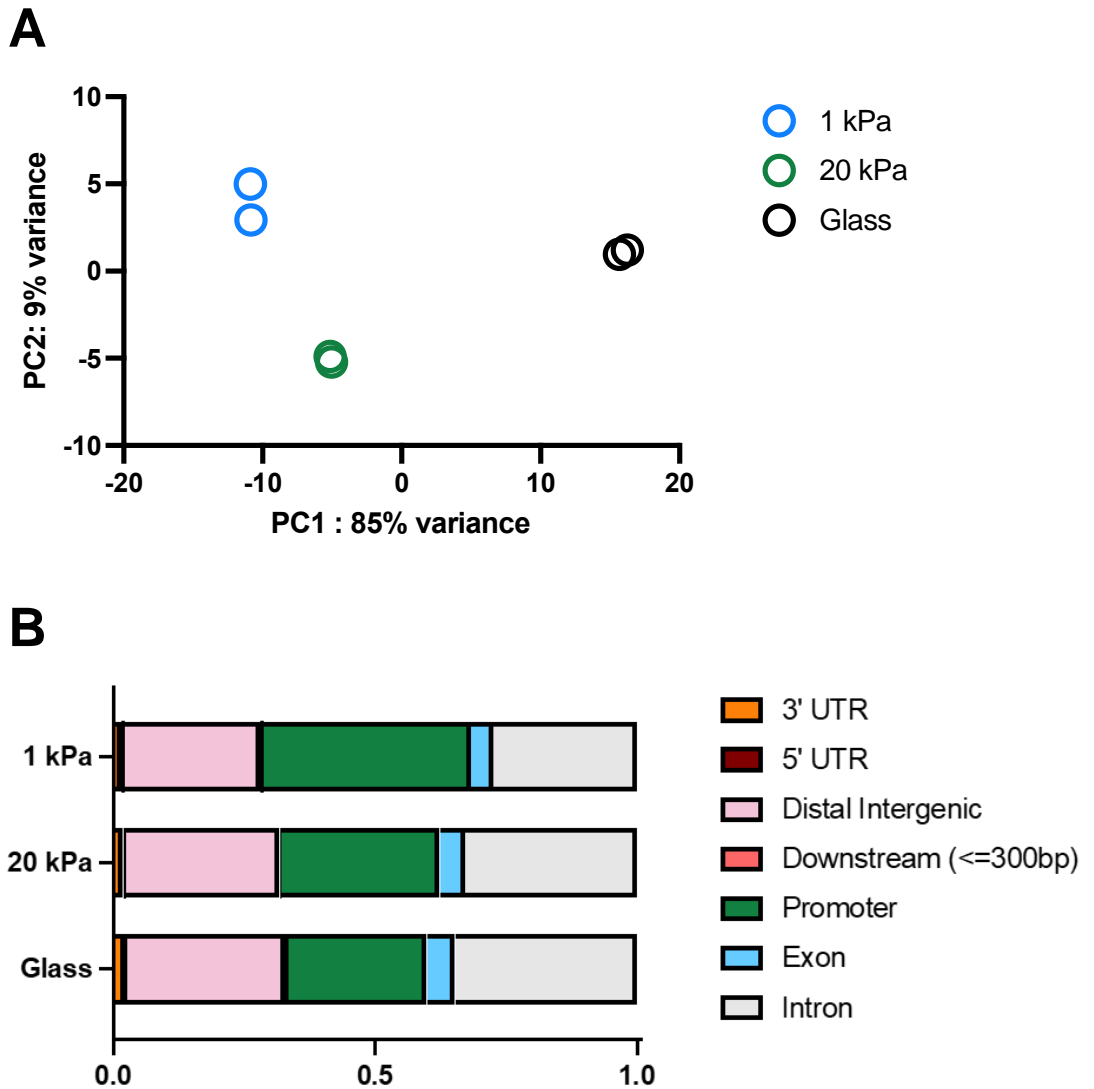 A
10
5
0
-5
-10
PC2: 9% variance
-20 -10 0 10 20
PC1 : 85% variance
1 kPa
20 kPa
Glass
B
1 kPa
20 kPa
Glass
0.0 0.5 1.0
3' UTR
5' UTR
Distal Intergenic
Downstream (<=300bp)
Promoter
Exon
Intron